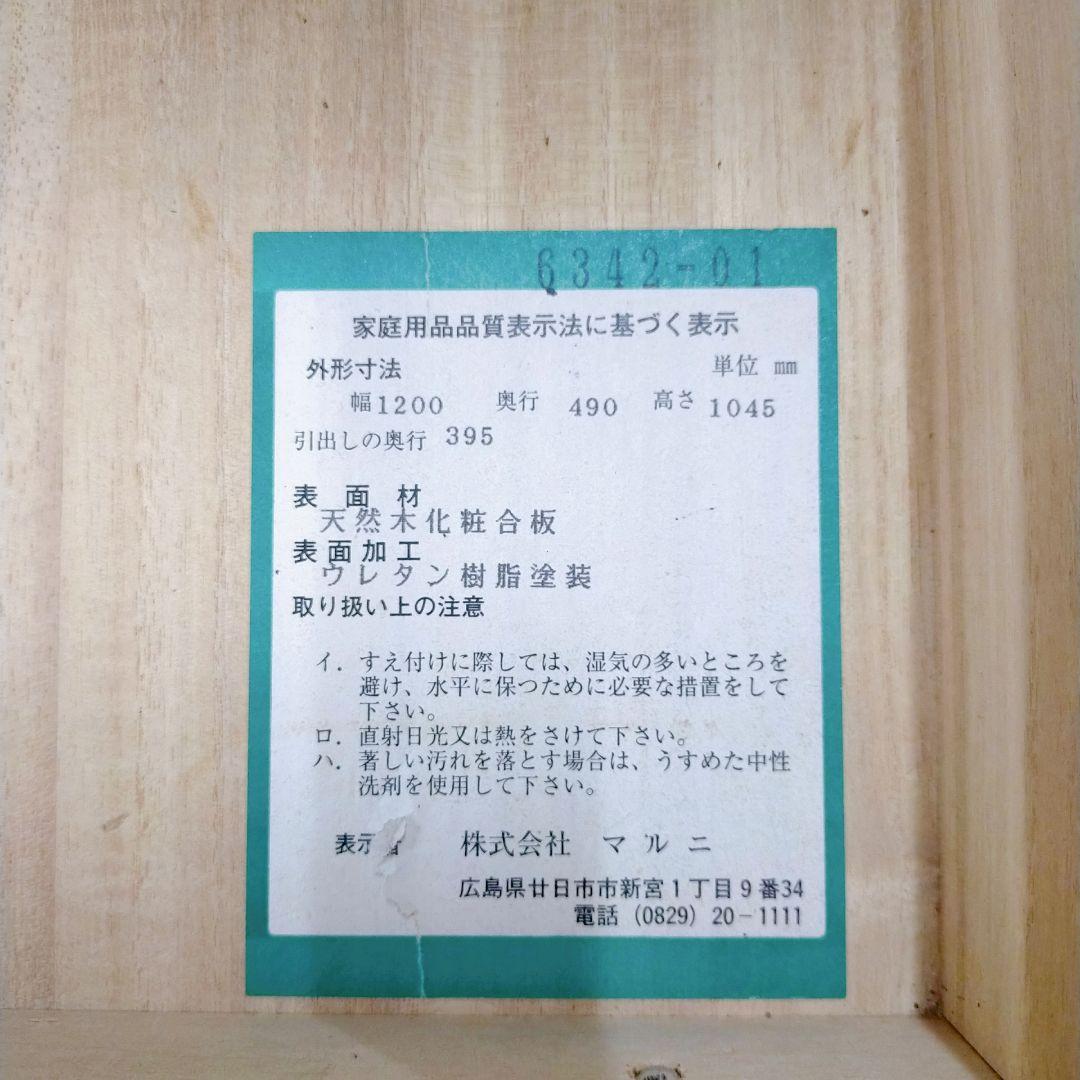 6342-01
家庭用品品質表示法に基づく表示
外形寸法 単位 mm
幅1200 奥行 490 高さ 1045
引出しの奥行 395
表面材
天然木化粧合板
表面加工
ウレタン樹脂塗装
取り扱い上の注意
イ. すえ付けに際しては、湿気の多いところを
避け、水平に保つために必要な措置をして
下さい。
ロ. 直射日光又は熱をさけて下さい。
ハ. 著しい汚れを落とす場合は、うすめた中性
洗剤を使用して下さい。
表示者 株式会社 マルニ
広島県廿日市市新宮1丁目9番34
電話 (0829) 20-1111